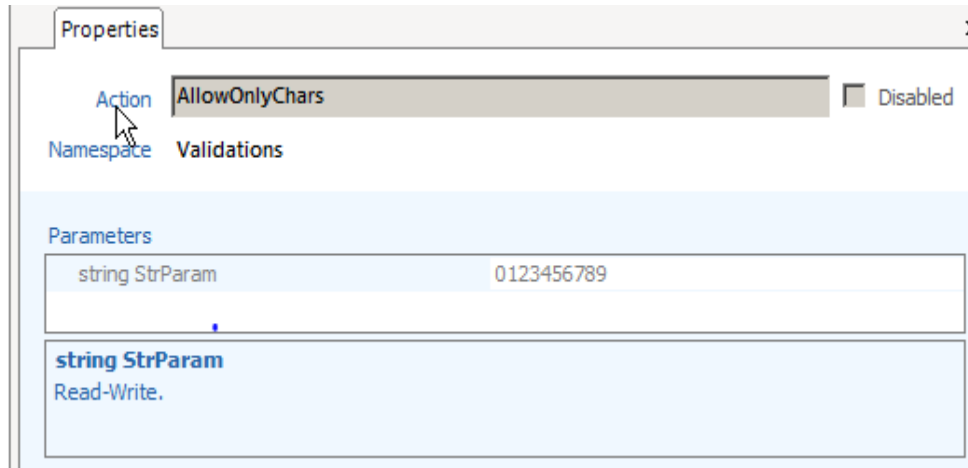 Properties
Action AllowOnlyChars Disabled
Namespace Validations
Parameters
string StrParam 0123456789
string StrParam
Read-Write.